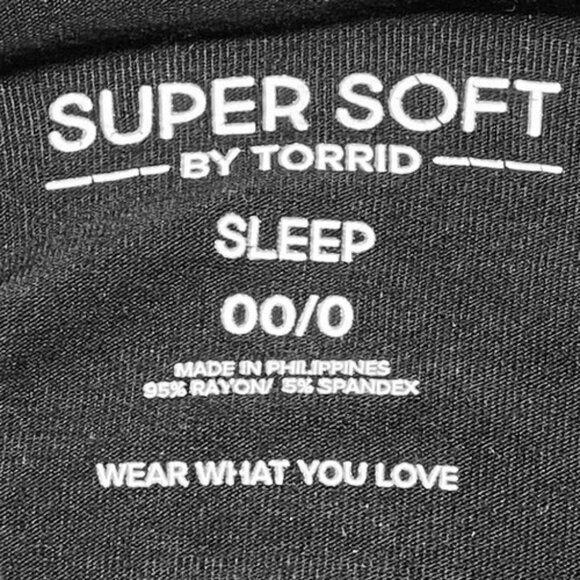 SUPER SOFT
BY TORRID
SLEEP
00/0
MADE IN PHILIPPINES
95% RAYON/ 5% SPANDEX
WEAR WHAT YOU LOVE